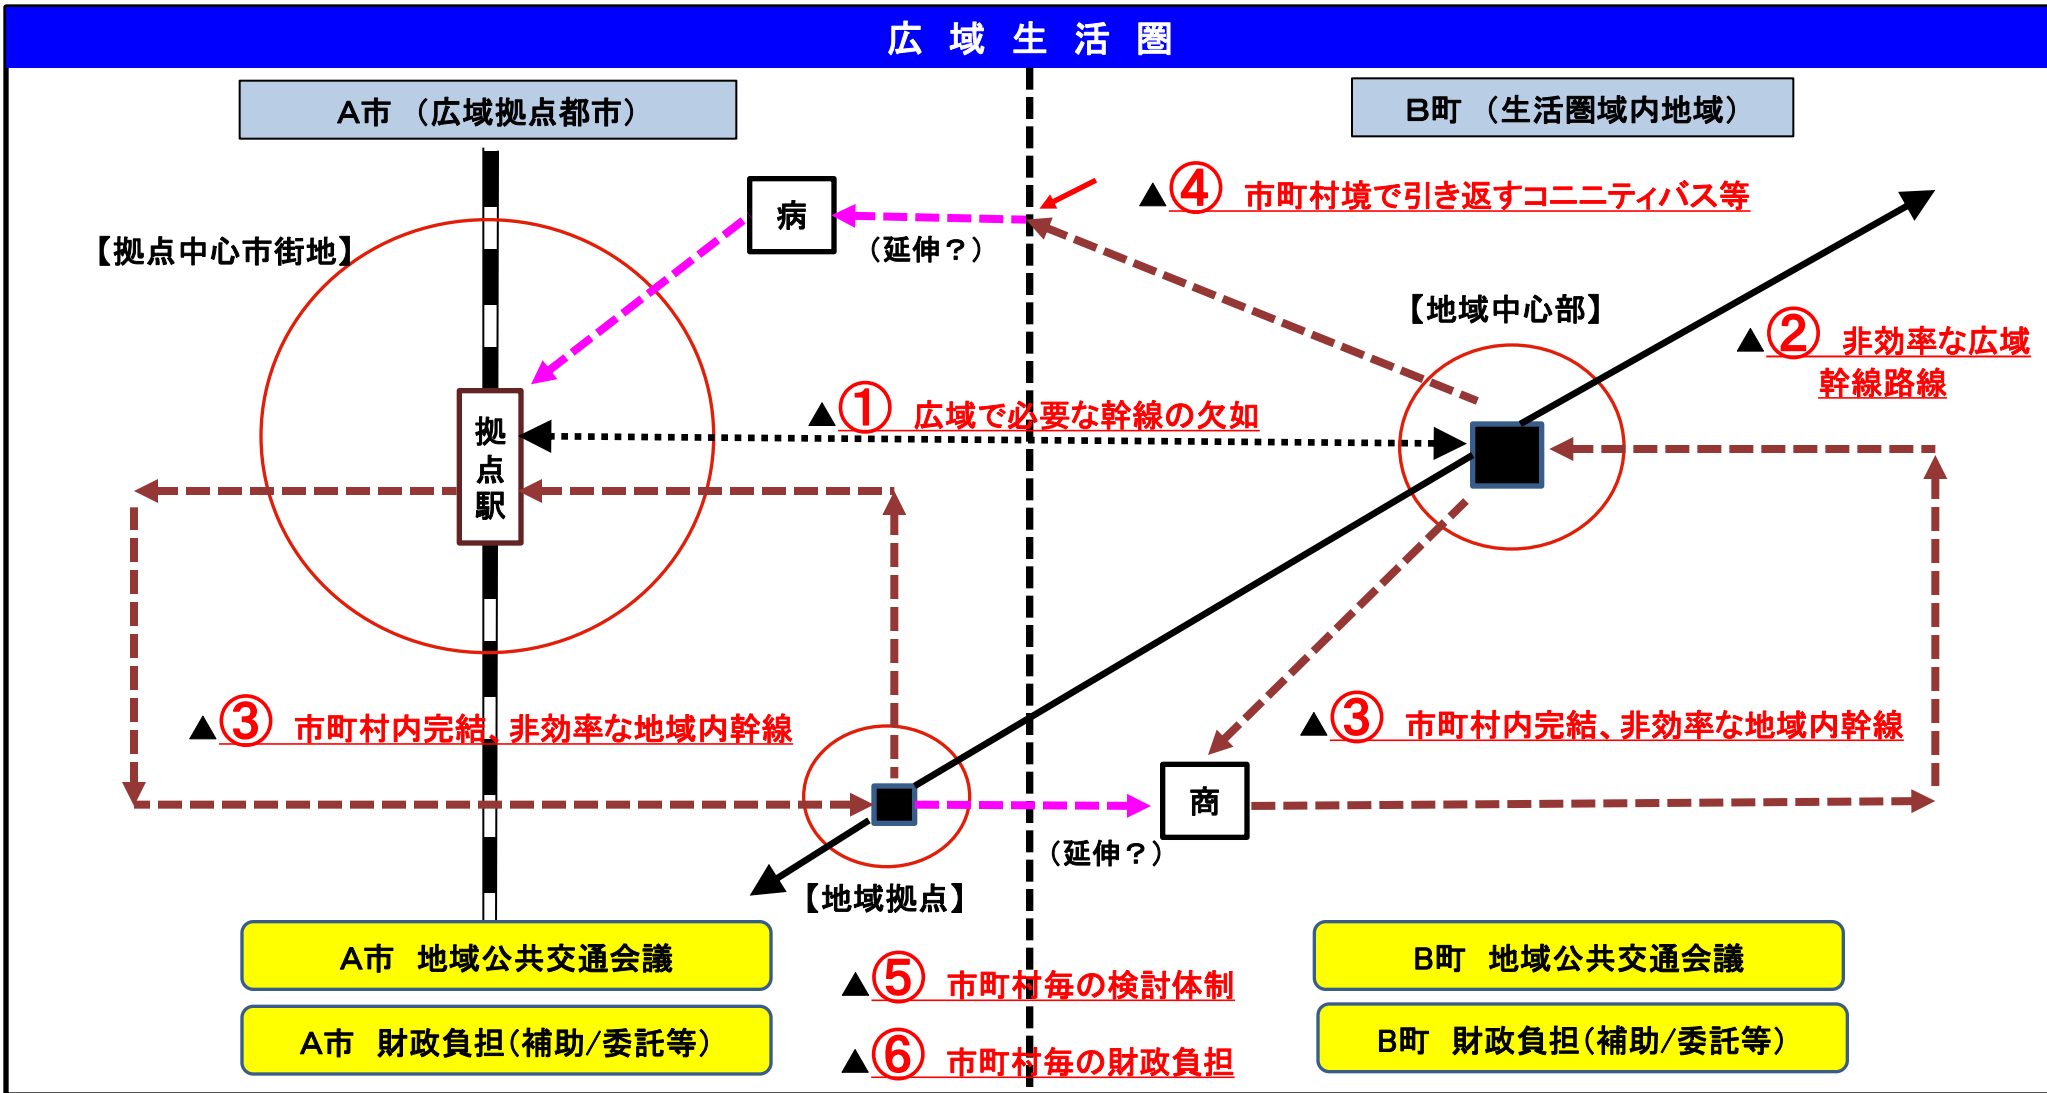 広域生活圏
A市 （広域拠点都市）
B町 （生活圏域内地域）
病
▲④ 市町村境で引き返すコニニティバス等
【拠点中心市街地】
（延伸？）
【地域中心部】
▲② 非効率な広域
幹線路線
▲① 広域で必要な幹線の欠如
拠点駅
▲③ 市町村内完結、非効率な地域内幹線
▲③ 市町村内完結、非効率な地域内幹線
商
（延伸？）
【地域拠点】
A市 地域公共交通会議
B町 地域公共交通会議
▲⑤ 市町村毎の検討体制
A市 財政負担（補助/委託等）
B町 財政負担（補助/委託等）
▲⑥ 市町村毎の財政負担